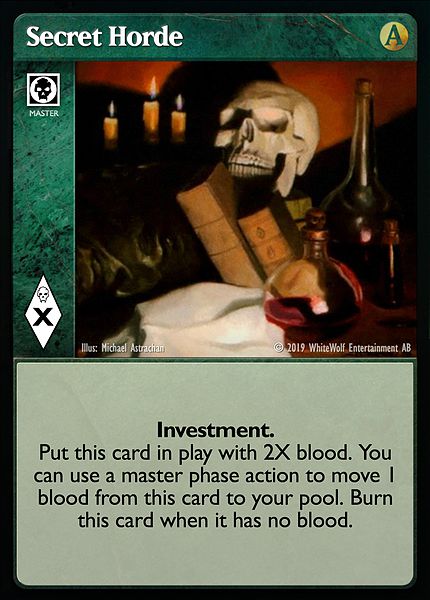 Secret Horde
A
MASTER
X
Illus: Michael Astrachan
© 2019 WhiteWolf Entertainment AB
Investment.
Put this card in play with 2X blood. You
can use a master phase action to move 1
blood from this card to your pool. Burn
this card when it has no blood.